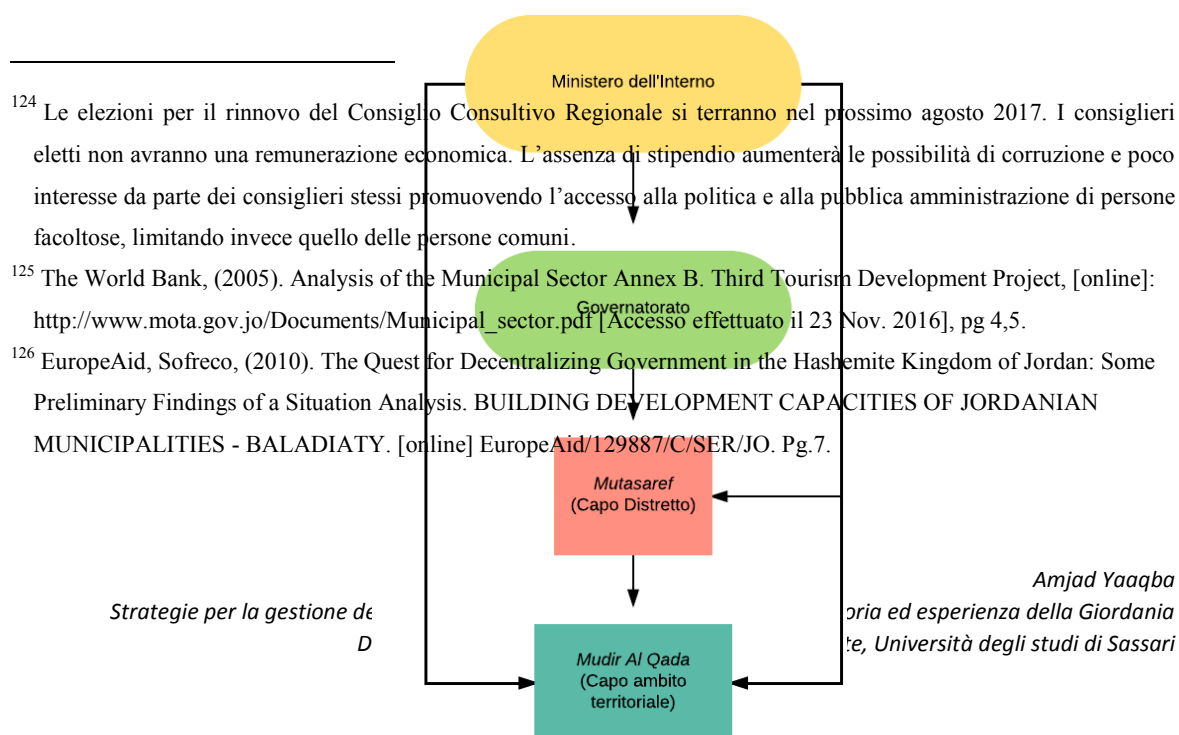 Ministero dell'Interno
124 Le elezioni per il rinnovo del Consiglio Consultivo Regionale si terranno nel prossimo agosto 2017. I consiglieri
eletti non avranno una remunerazione economica. L'assenza di stipendio aumenterà le possibilità di corruzione e poco
interesse da parte dei consiglieri stessi promuovendo l'accesso alla politica e alla pubblica amministrazione di persone
facoltose, limitando invece quello delle persone comuni.
125 The World Bank, (2005). Analysis of the Municipal Sector Annex B. Third Tourism Development Project, [online]:
Governatorato
http://www.mota.gov.jo/Documents/Municipal_sector.pdf [Accesso effettuato il 23 Nov. 2016], pg 4,5.
126 EuropeAid, Sofreco, (2010). The Quest for Decentralizing Government in the Hashemite Kingdom of Jordan: Some
Preliminary Findings of a Situation Analysis. BUILDING DEVELOPMENT CAPACITIES OF JORDANIAN
MUNICIPALITIES - BALADIATY. [online] EuropeAid/129887/C/SER/JO. Pg.7.
Mutasaref
(Capo Distretto)
Amjad Yaaqba
Strategie per la gestione de oria ed esperienza della Giordania
D te, Università degli studi di Sassari
Mudir Al Qada
(Capo ambito
territoriale)